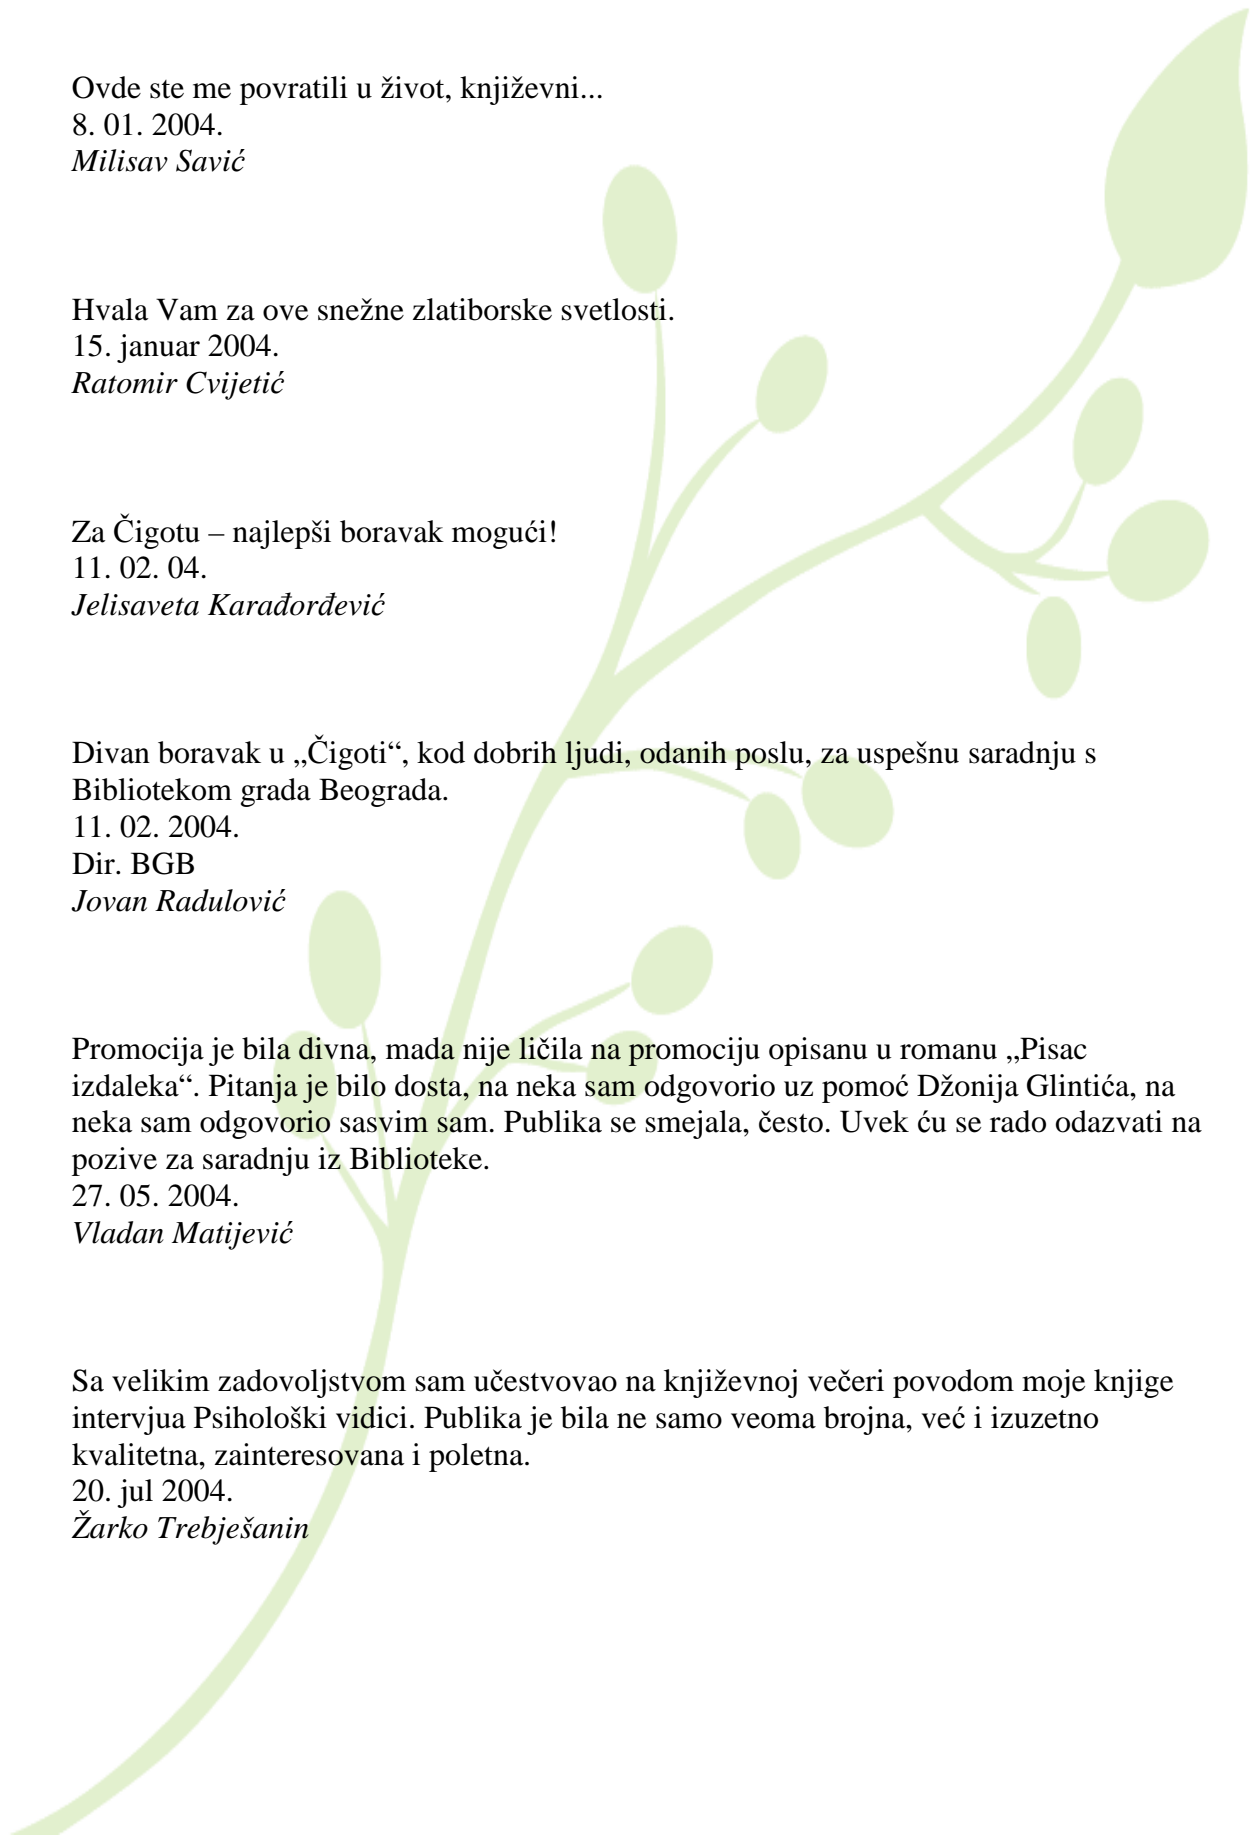 Ovde ste me povratili u život, književni...
8. 01. 2004.
Milisav Savić
Hvala Vam za ove snežne zlatiborske svetlosti.
15. januar 2004.
Ratomir Cvijetić
Za Čigotu – najlepši boravak mogući!
11. 02. 04.
Jelisaveta Karađorđević
Divan boravak u „Čigoti“, kod dobrih ljudi, odanih poslu, za uspešnu saradnju s
Bibliotekom grada Beograda.
11. 02. 2004.
Dir. BGB
Jovan Radulović
Promocija je bila divna, mada nije ličila na promociju opisanu u romanu „Pisac
izdaleka“. Pitanja je bilo dosta, na neka sam odgovorio uz pomoć Džonija Glintića, na
neka sam odgovorio sasvim sam. Publika se smejala, često. Uvek ću se rado odazvati na
pozive za saradnju iz Biblioteke.
27. 05. 2004.
Vladan Matijević
Sa velikim zadovoljstvom sam učestvovao na književnoj večeri povodom moje knjige
intervjua Psihološki vidici. Publika je bila ne samo veoma brojna, već i izuzetno
kvalitetna, zainteresovana i poletna.
20. jul 2004.
Žarko Trebješanin